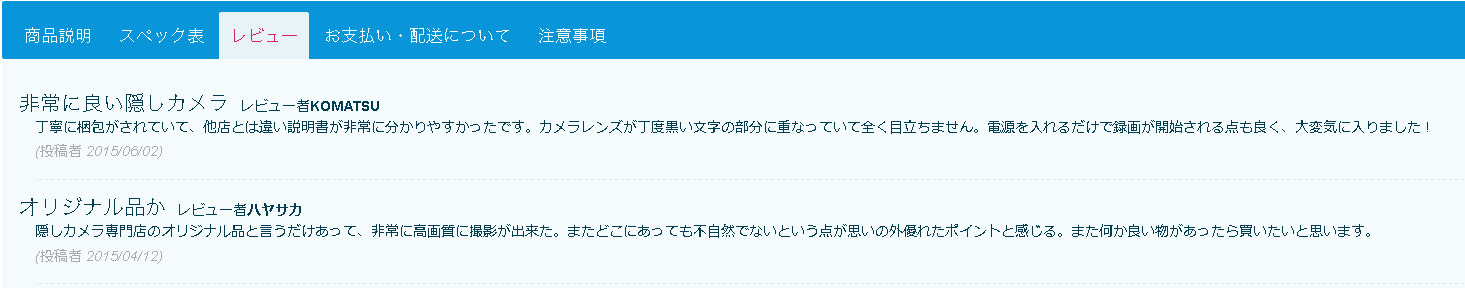 商品説明 スペック表 レビュー お支払い・配送について 注意事項
非常に良い隠しカメラ レビュー者KOMATSU
丁寧に梱包がされていて、他店とは違い説明書が非常に分かりやすかったです。カメラレンズが丁度黒い文字の部分に重なっていて全く目立ちません。電源を入れるだけで録画が開始される点も良く、大変気に入りました！
(投稿者 2015/06/02)
オリジナル品か レビュー者ハヤサカ
隠しカメラ専門店のオリジナル品と言うだけあって、非常に高画質に撮影が出来た。またどこにあっても不自然でないという点が思いの外優れたポイントと感じる。また何か良い物があったら買いたいと思います。
(投稿者 2015/04/12)